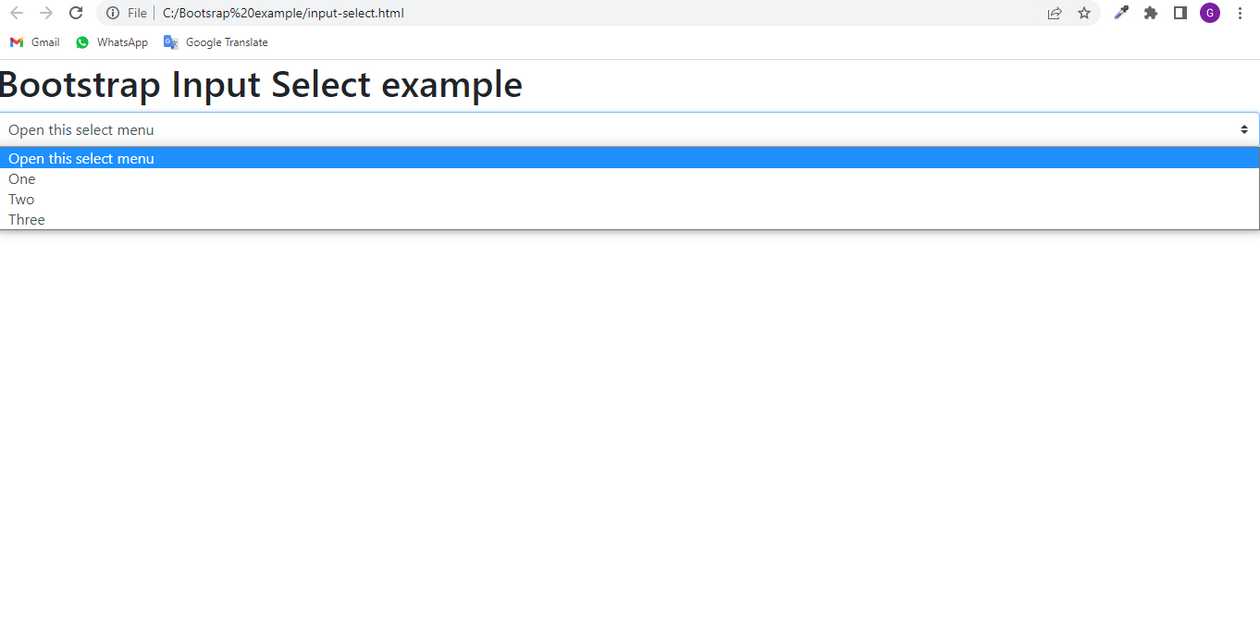 File C:/Bootsrap%20example/input-select.html G
Gmail WhatsApp Google Translate
Bootstrap Input Select example
Open this select menu
Open this select menu
One
Two
Three